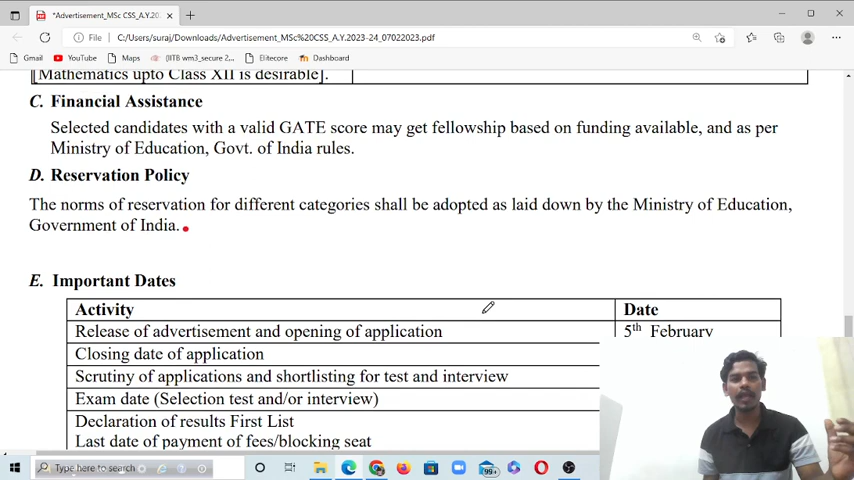 *Advertisement_MSc CSS_A.Y.20
File
C:/Users/suraj/Downloads/Advertisement_MSc%20CSS_A.Y.2023-24_07022023.pdf
Gmail YouTube Maps (IITB wm3_secure 2... Elitecore Dashboard
[Mathematics upto Class XII is desirable].
C. Financial Assistance
Selected candidates with a valid GATE score may get fellowship based on funding available, and as per
Ministry of Education, Govt. of India rules.
D. Reservation Policy
The norms of reservation for different categories shall be adopted as laid down by the Ministry of Education,
Government of India.
E. Important Dates
Activity Date
Release of advertisement and opening of application 5th February
Closing date of application
Scrutiny of applications and shortlisting for test and interview
Exam date (Selection test and/or interview)
Declaration of results First List
Last date of payment of fees/blocking seat
Type here to search
99+